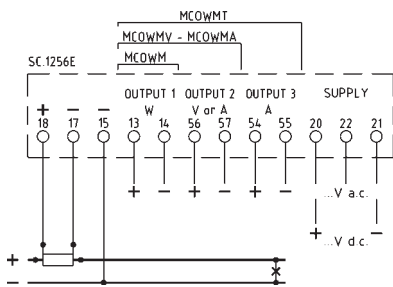 MCOWMT
MCOWMV - MCOWMA
MCOWM
SC.1256E
OUTPUT 1 OUTPUT 2 OUTPUT 3 SUPPLY
W V or A A
+ − −
18 17 15 13 14 56 57 54 55 20 22 21
+ − + − + −
...V a.c.
+ −
...V d.c.
+
−